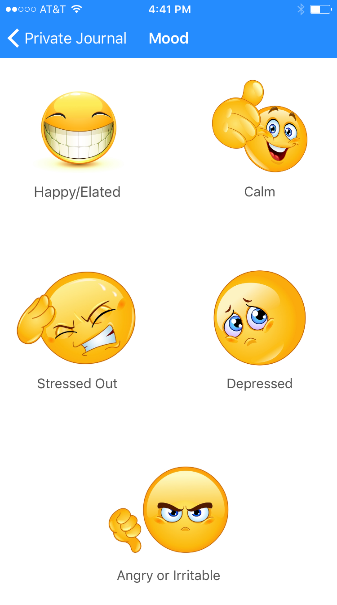 AT&T 4:41 PM
Private Journal Mood
Happy/Elated Calm
Stressed Out Depressed
Angry or Irritable